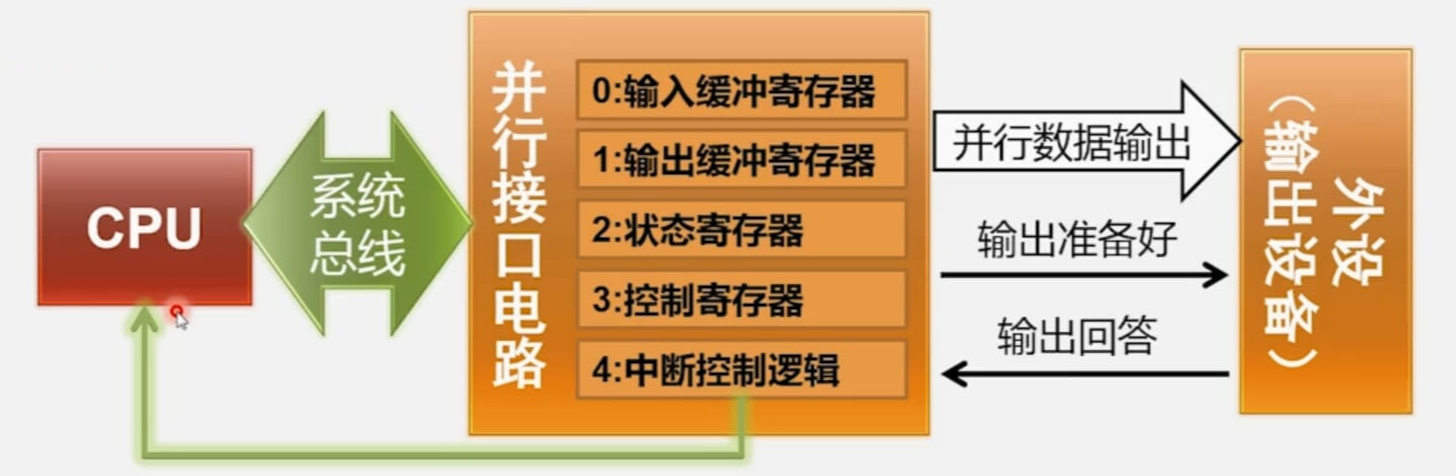 CPU
系统
总线
并行接口电路
0:输入缓冲寄存器
1:输出缓冲寄存器
2:状态寄存器
3:控制寄存器
4:中断控制逻辑
并行数据输出
输出准备好
输出回答
外设
（输出设备）